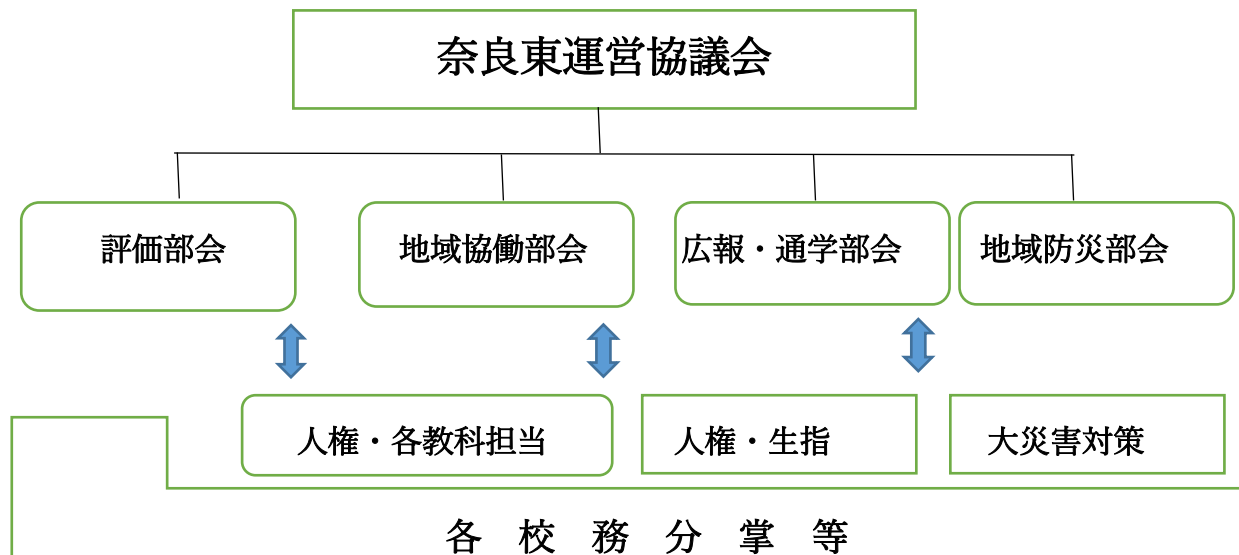 奈良東運営協議会
評価部会
地域協働部会
広報・通学部会
地域防災部会
人権・各教科担当
人権・生指
大災害対策
各校務分掌等